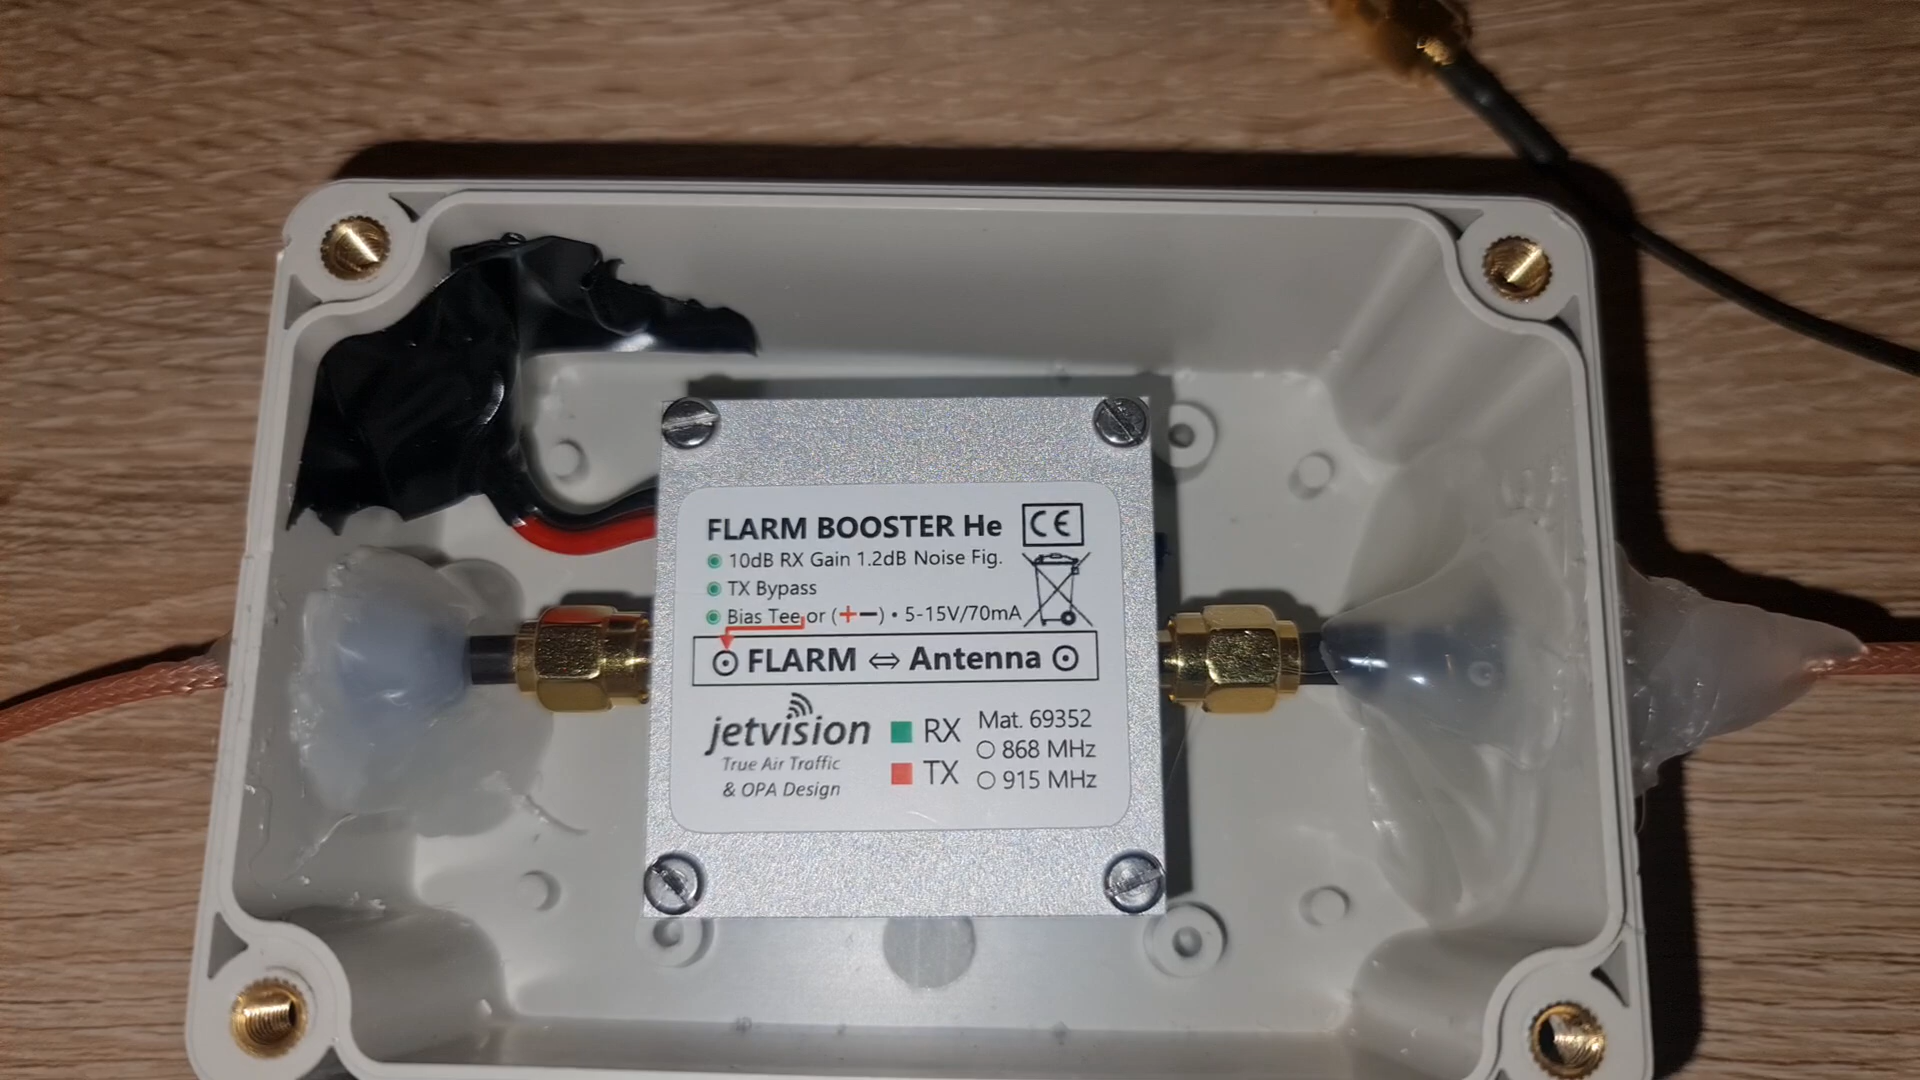 FLARM BOOSTER He CE
10dB RX Gain 1.2dB Noise Fig.
TX Bypass
Bias Tee or (+−) • 5-15V/70mA
FLARM ⇔ Antenna
jetvision
True Air Traffic
& OPA Design
RX
TX
Mat. 69352
868 MHz
915 MHz